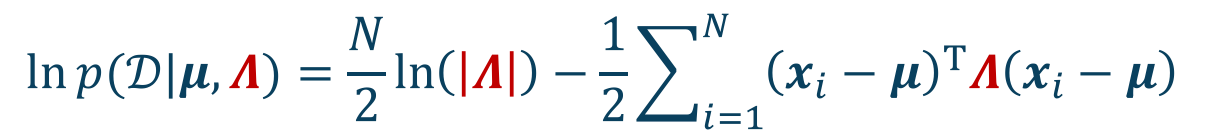 ln p(𝒟|μ, Λ) = N/2 ln(|Λ|) − 1/2 ∑_{i=1}^{N} (x_i − μ)^T Λ(x_i − μ)